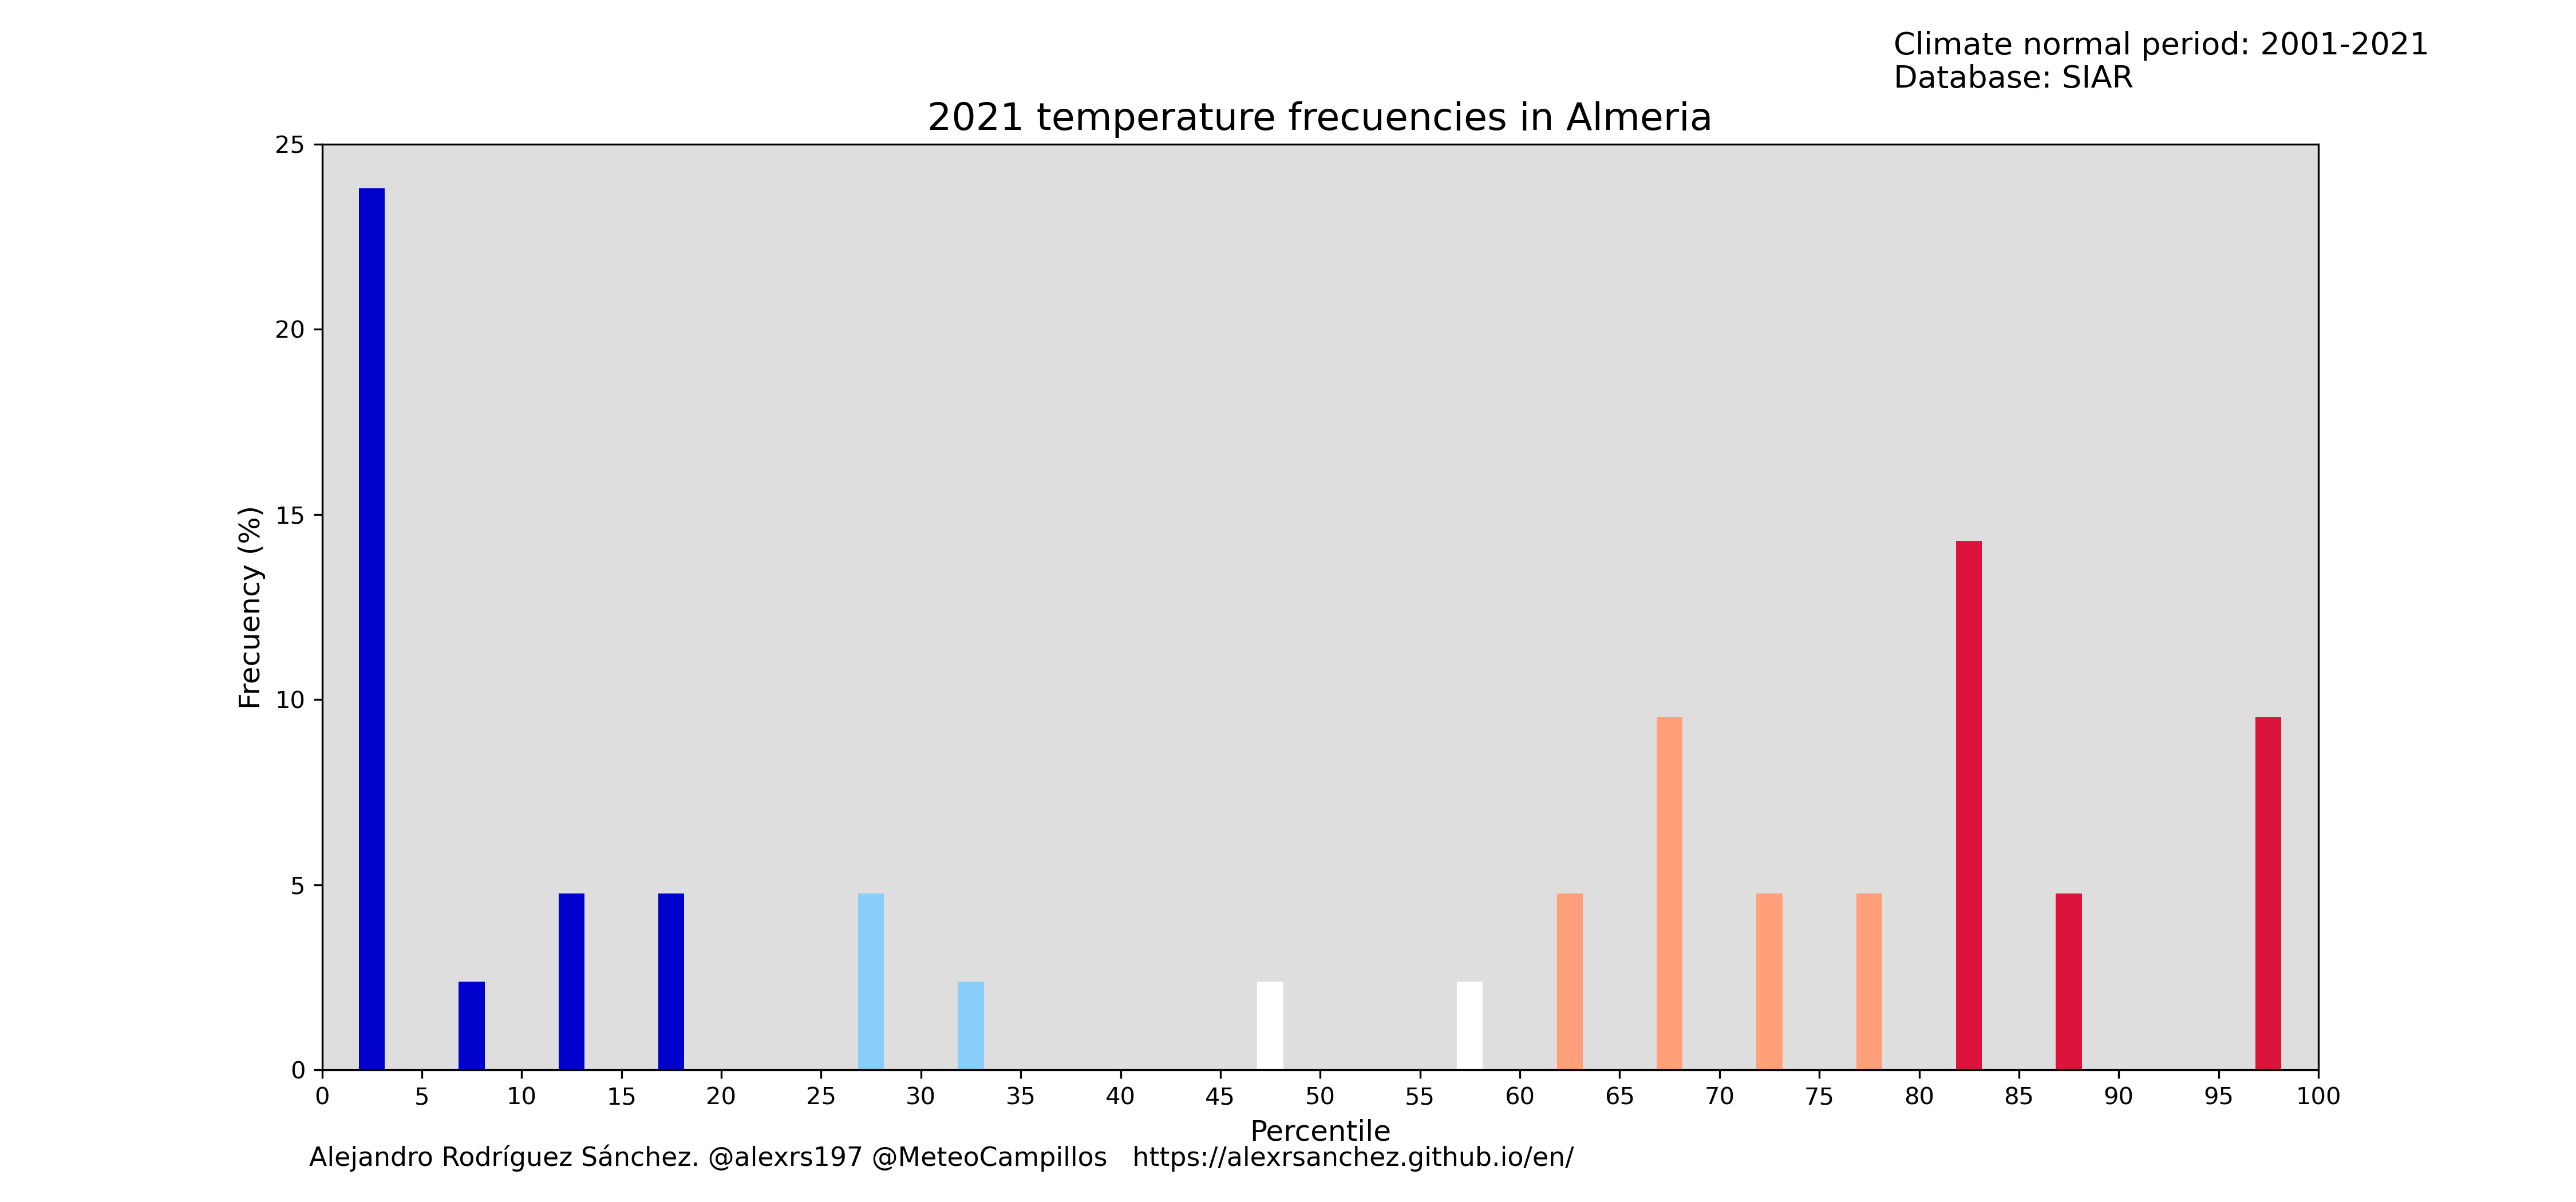 Climate normal period: 2001-2021
Database: SIAR
2021 temperature frecuencies in Almeria
Frecuency (%)
25
20
15
10
5
0
0 5 10 15 20 25 30 35 40 45 50 55 60 65 70 75 80 85 90 95 100
Percentile
Alejandro Rodríguez Sánchez. @alexrs197 @MeteoCampillos https://alexrsanchez.github.io/en/